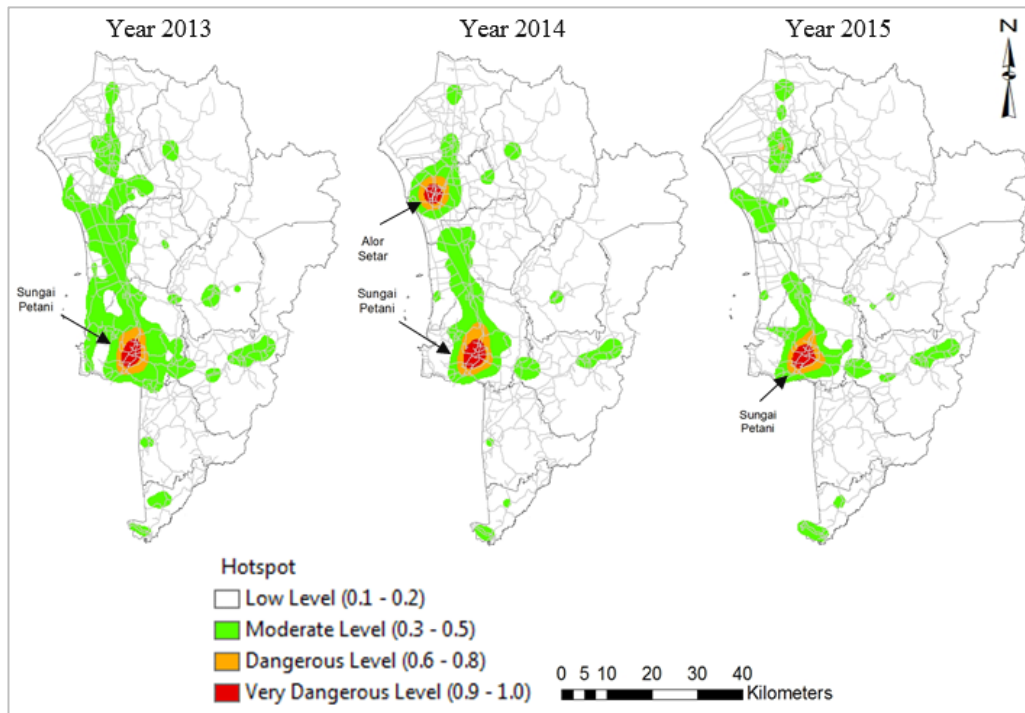 Year 2013
Year 2014
Year 2015
N
Sungai
Petani
Alor
Setar
Sungai
Petani
Sungai
Petani
Hotspot
Low Level (0.1 - 0.2)
Moderate Level (0.3 - 0.5)
Dangerous Level (0.6 - 0.8)
Very Dangerous Level (0.9 - 1.0)
0 5 10 20 30 40
Kilometers